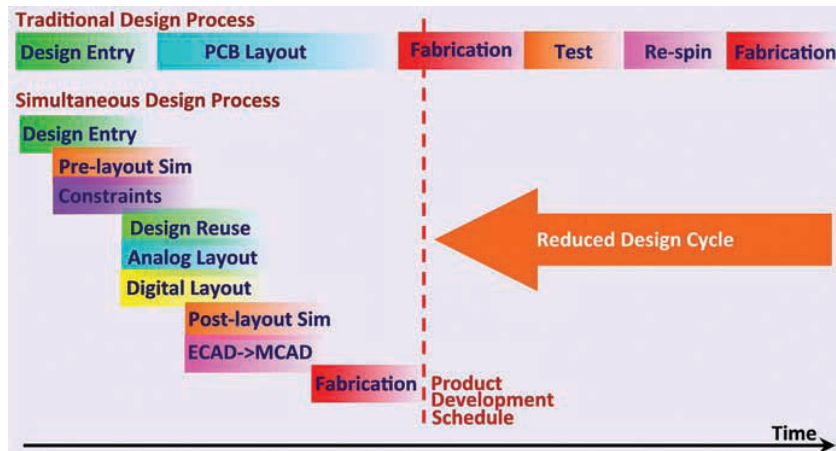 Traditional Design Process
Design Entry
PCB Layout
Fabrication
Test
Re-spin
Fabrication
Simultaneous Design Process
Design Entry
Pre-layout Sim
Constraints
Design Reuse
Analog Layout
Digital Layout
Post-layout Sim
ECAD->MCAD
Fabrication
Reduced Design Cycle
Product
Development
Schedule
Time